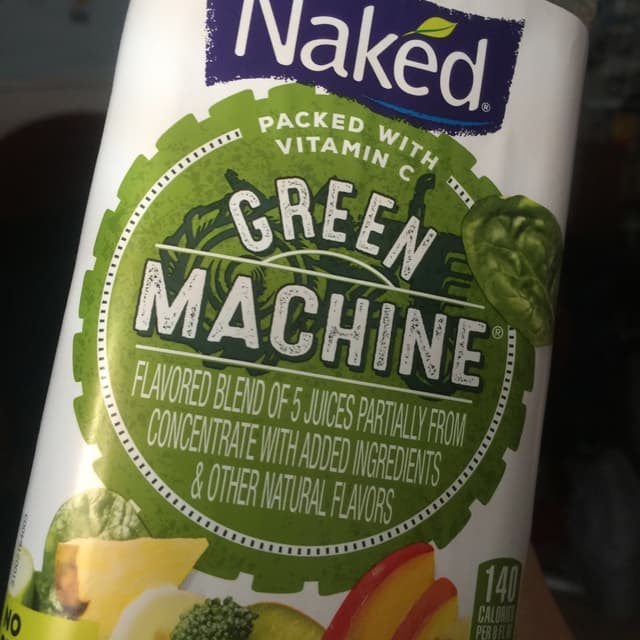 Naked®
PACKED WITH
VITAMIN C
GREEN
MACHINE®
FLAVORED BLEND OF 5 JUICES PARTIALLY FROM
CONCENTRATE WITH ADDED INGREDIENTS
& OTHER NATURAL FLAVORS
140
CALORIES
NO